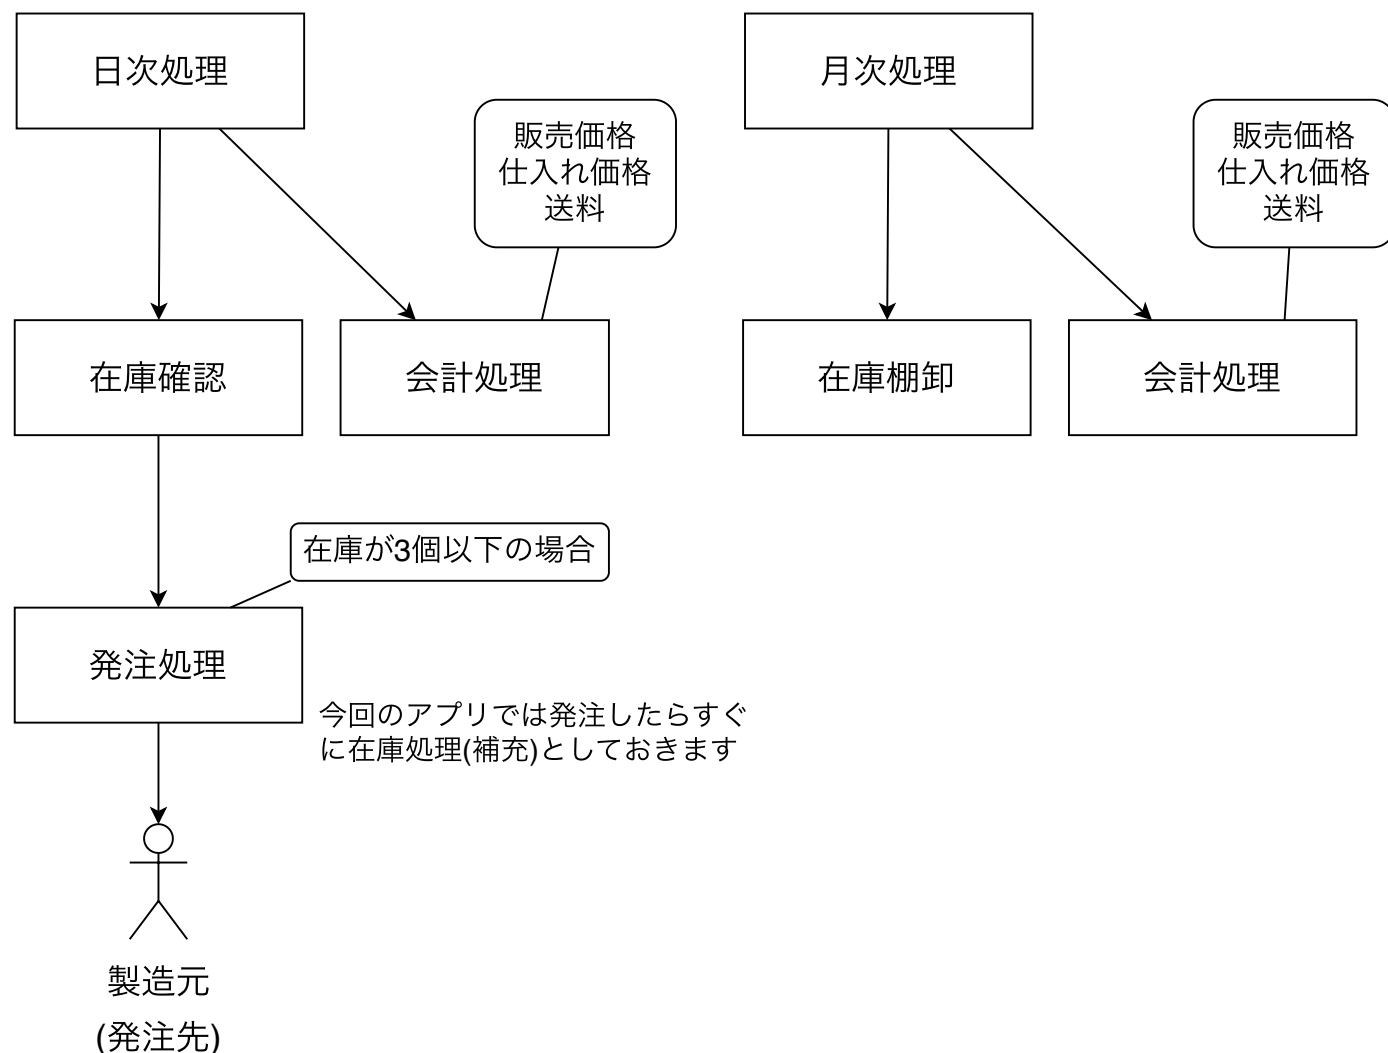 日次処理
月次処理
販売価格
仕入れ価格
送料
販売価格
仕入れ価格
送料
在庫確認
会計処理
在庫棚卸
会計処理
在庫が3個以下の場合
発注処理
今回のアプリでは発注したらすぐ
に在庫処理(補充)としておきます
製造元
(発注先)